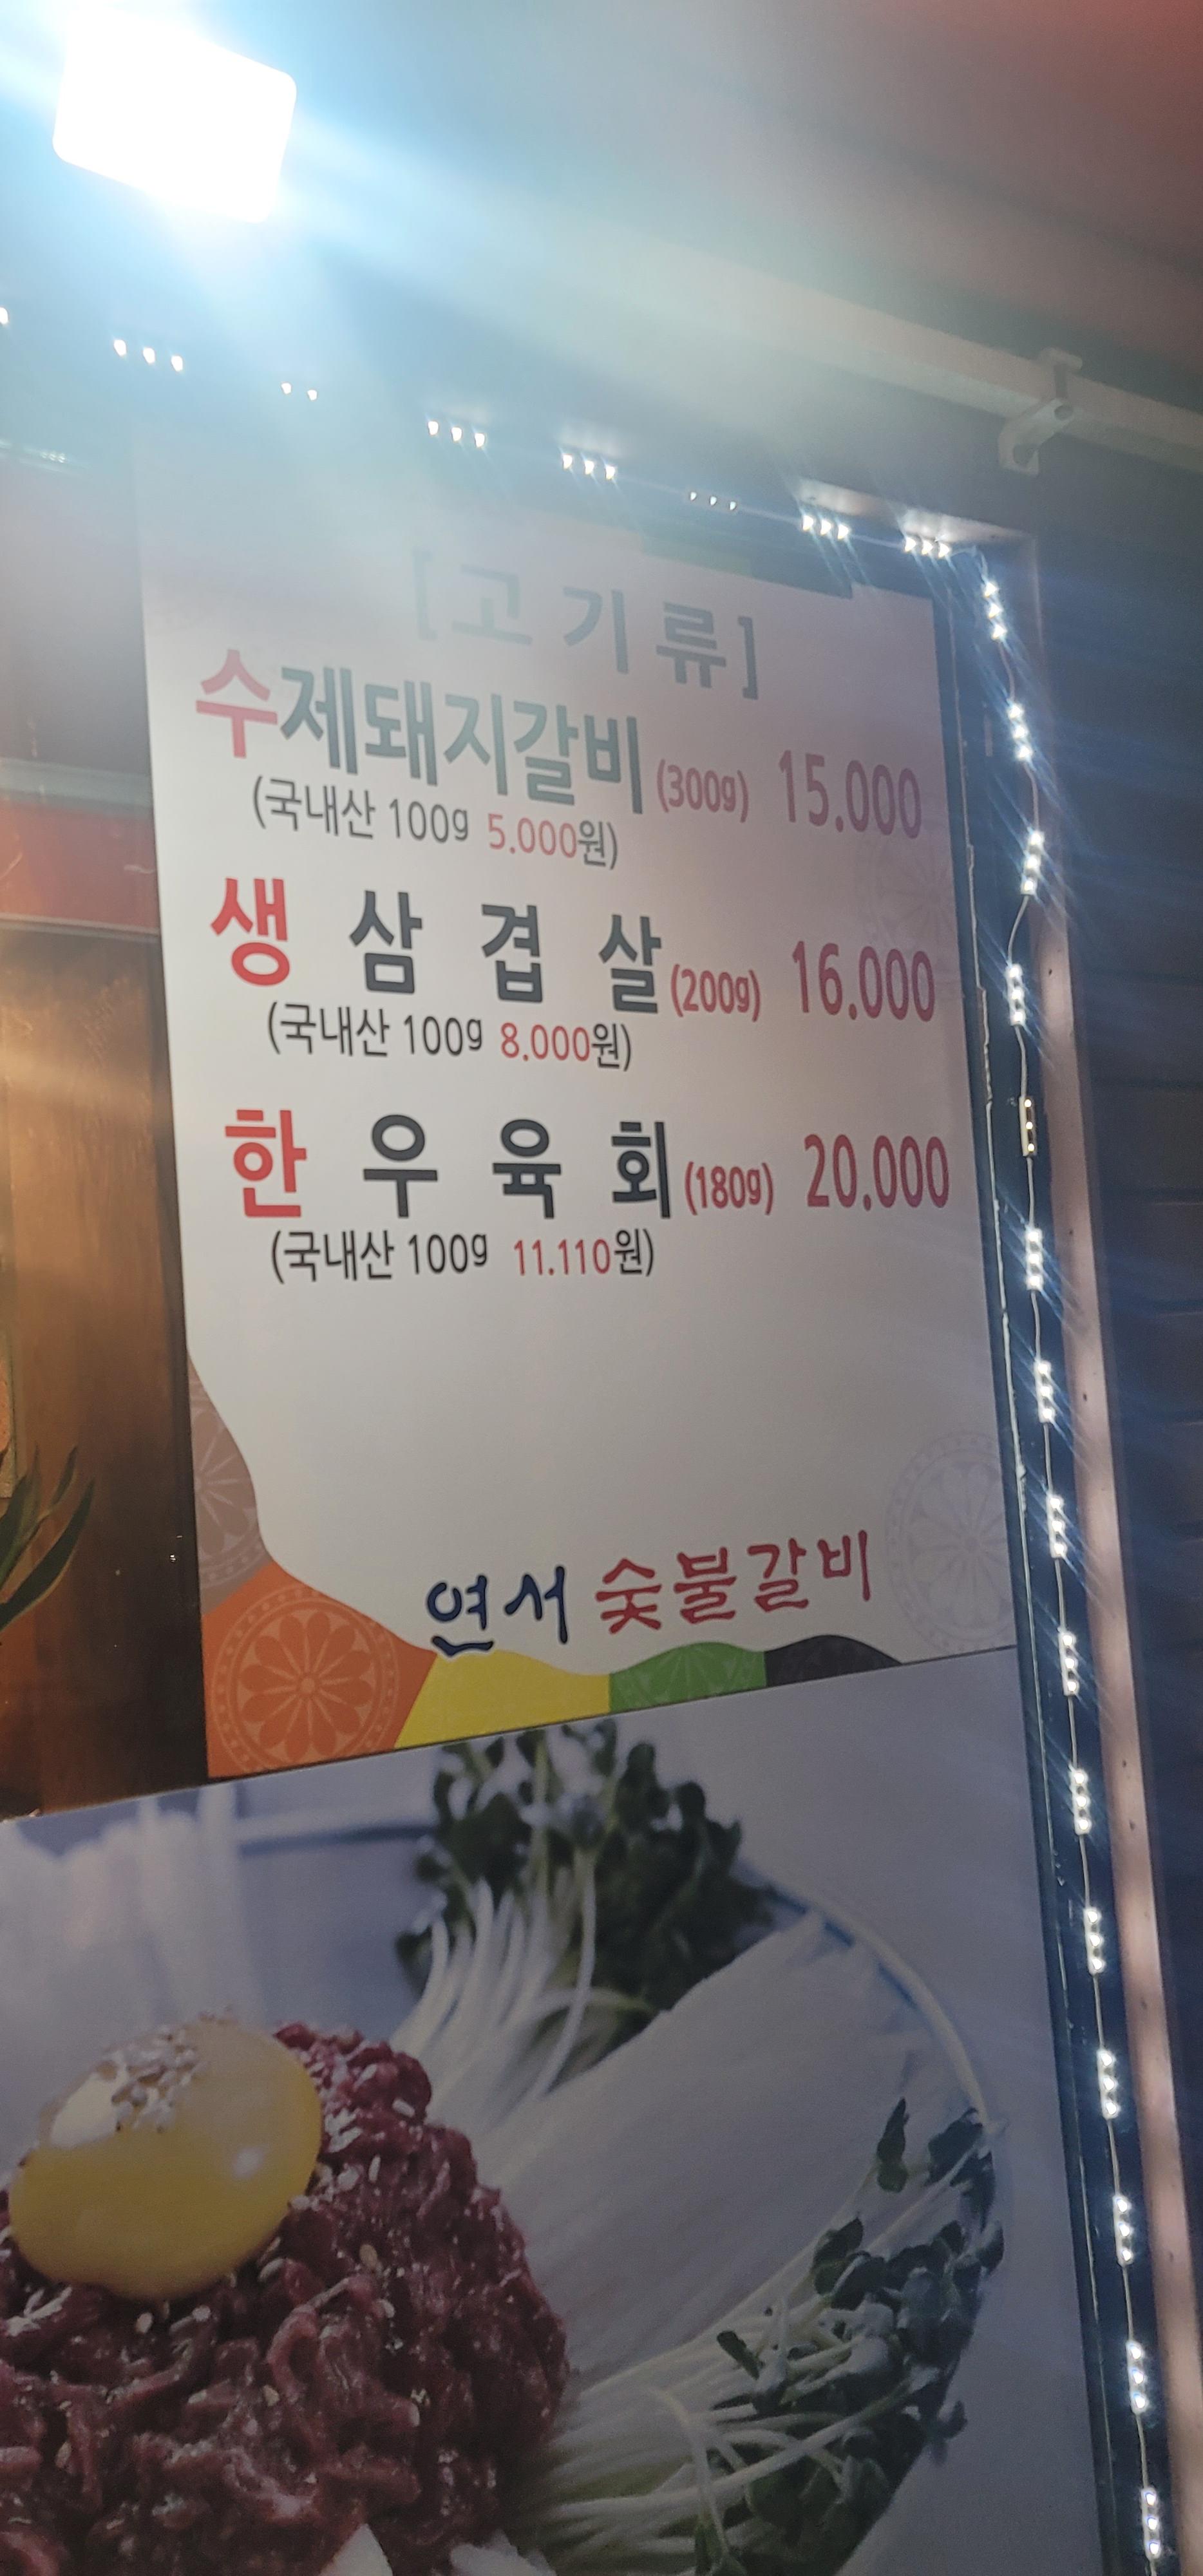 [고기류]
수제돼지갈비(300g) 15.000
(국내산 100g 5.000원)
생삼겹살(200g) 16.000
(국내산 100g 8.000원)
한우육회(180g) 20.000
(국내산 100g 11.110원)
연서 숯불갈비